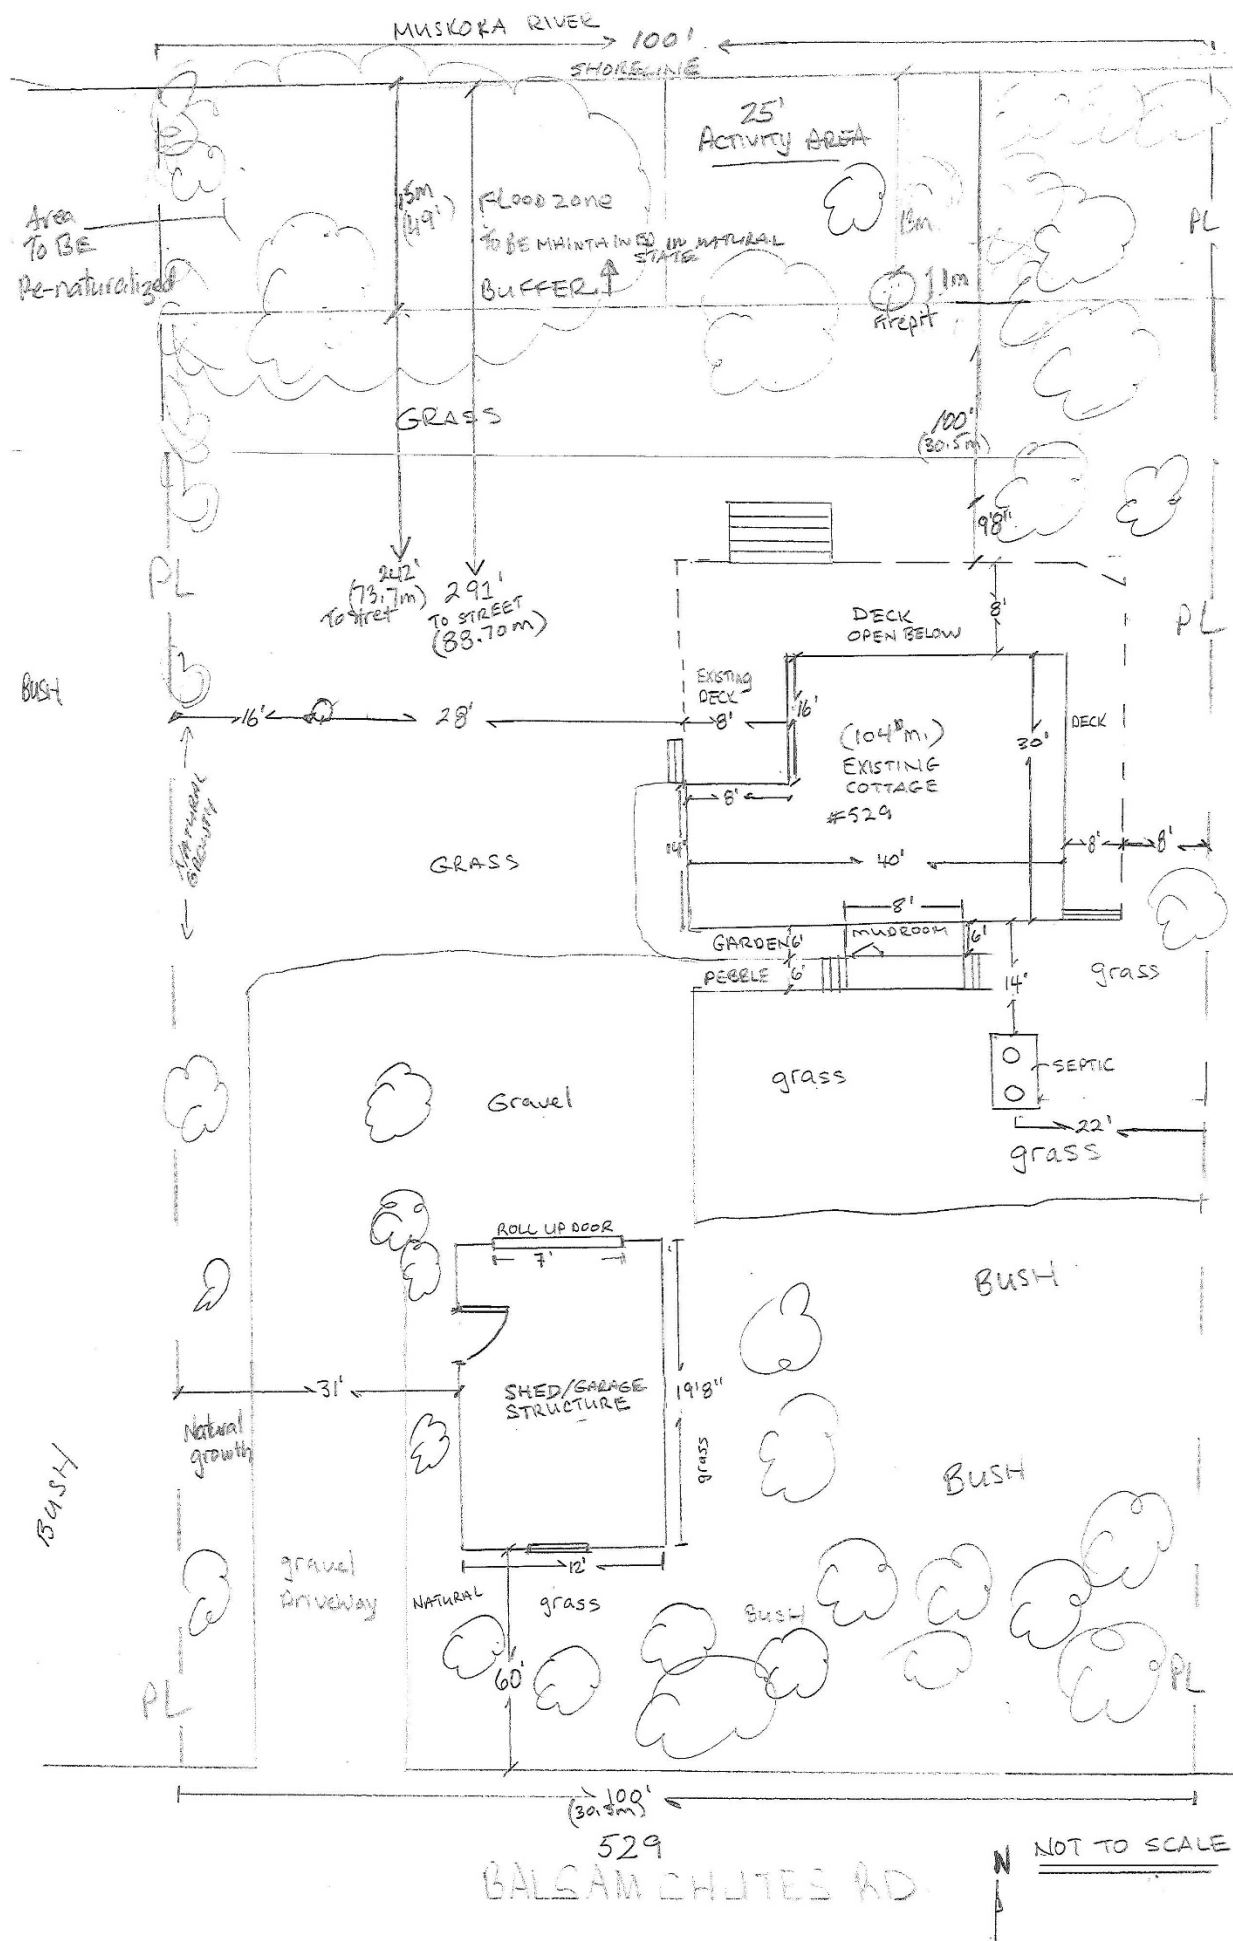 MUSKOKA RIVER
100'
SHORELINE
25'
ACTIVITY AREA
Area
To BE
Re-naturalized
15m
(49')
FLOOD zone
TO BE MAINTAINED IN NATURAL
STATE
BUFFER
13m
11m
Firepit
PL
GRASS
100'
(30.5m)
9'8"
PL
242'
(73.7m)
To stret
291'
TO STREET
(88.70m)
8'
DECK
OPEN BELOW
PL
BUSH
EXISTING
DECK
16'
28'
8'
16'
(104 m.)
EXISTING
COTTAGE
#529
30'
DECK
NATURAL
GROWTH
8'
14'
GRASS
40'
8'
8'
8'
GARDEN
6'
MUDROOM
6'
PEBBLE
6'
14'
grass
Gravel
grass
SEPTIC
22'
grass
ROLL UP DOOR
7'
BUSH
31'
SHED/GARAGE
STRUCTURE
19'8"
grass
Natural
growth
BUSH
BUSH
gravel
Driveway
NATURAL
12'
grass
BUSH
60'
PL
PL
100'
(30.5m)
529
BALSAM CHUTES RD
N
NOT TO SCALE